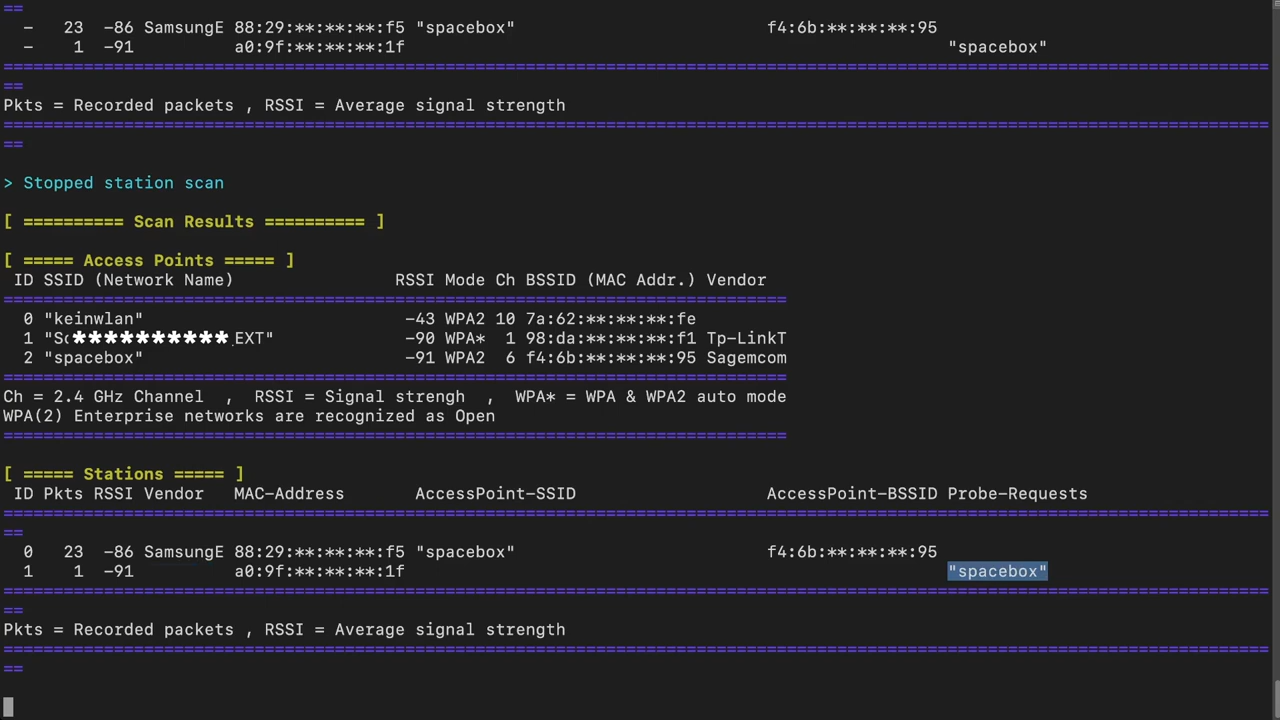 ==
- 23 -86 SamsungE 88:29:**:**:**:f5 "spacebox" f4:6b:**:**:**:95
- 1 -91 a0:9f:**:**:**:1f "spacebox"
==============================================================================================================================
==
Pkts = Recorded packets , RSSI = Average signal strength
==============================================================================================================================
==
> Stopped station scan
[ ========== Scan Results ========== ]
[ ===== Access Points ===== ]
ID SSID (Network Name) RSSI Mode Ch BSSID (MAC Addr.) Vendor
==============================================================================
0 "keinwlan" -43 WPA2 10 7a:62:**:**:**:fe
1 "Sc**********.EXT" -90 WPA* 1 98:da:**:**:**:f1 Tp-LinkT
2 "spacebox" -91 WPA2 6 f4:6b:**:**:**:95 Sagemcom
==============================================================================
Ch = 2.4 GHz Channel , RSSI = Signal strengh , WPA* = WPA & WPA2 auto mode
WPA(2) Enterprise networks are recognized as Open
==============================================================================
[ ===== Stations ===== ]
ID Pkts RSSI Vendor MAC-Address AccessPoint-SSID AccessPoint-BSSID Probe-Requests
==============================================================================================================================
==
0 23 -86 SamsungE 88:29:**:**:**:f5 "spacebox" f4:6b:**:**:**:95
1 1 -91 a0:9f:**:**:**:1f "spacebox"
==============================================================================================================================
==
Pkts = Recorded packets , RSSI = Average signal strength
==============================================================================================================================
==